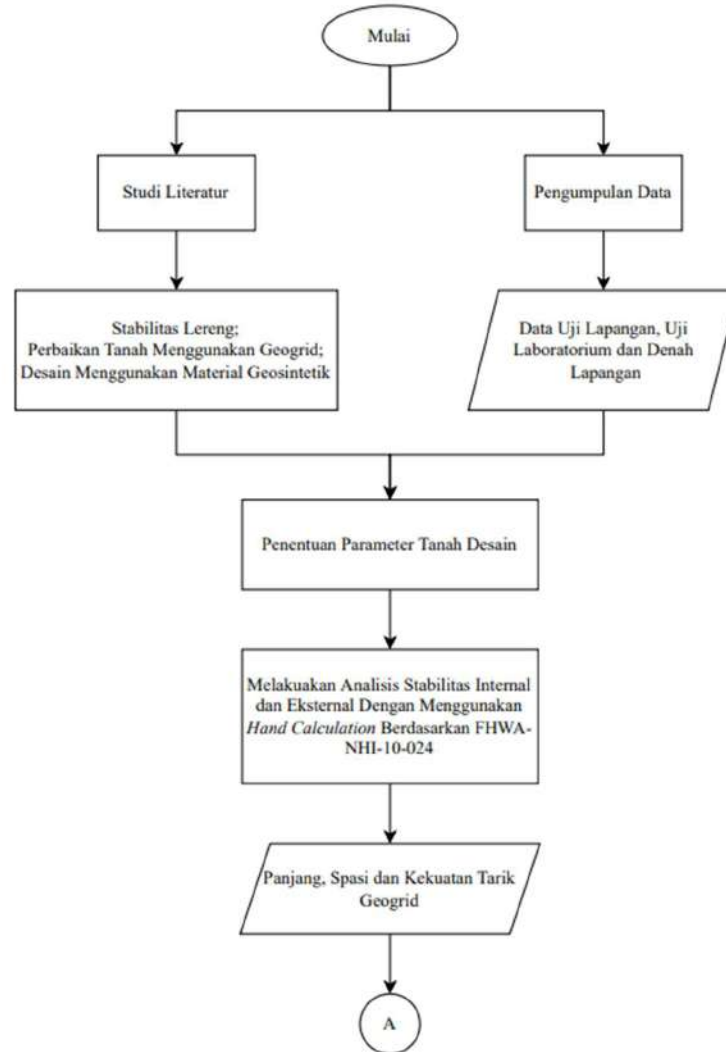 Mulai
Studi Literatur
Pengumpulan Data
Stabilitas Lereng;
Perbaikan Tanah Menggunakan Geogrid;
Desain Menggunakan Material Geosintetik
Data Uji Lapangan, Uji
Laboratorium dan Denah
Lapangan
Penentuan Parameter Tanah Desain
Melakuakan Analisis Stabilitas Internal
dan Eksternal Dengan Menggunakan
Hand Calculation Berdasarkan FHWA-
NHI-10-024
Panjang, Spasi dan Kekuatan Tarik
Geogrid
A